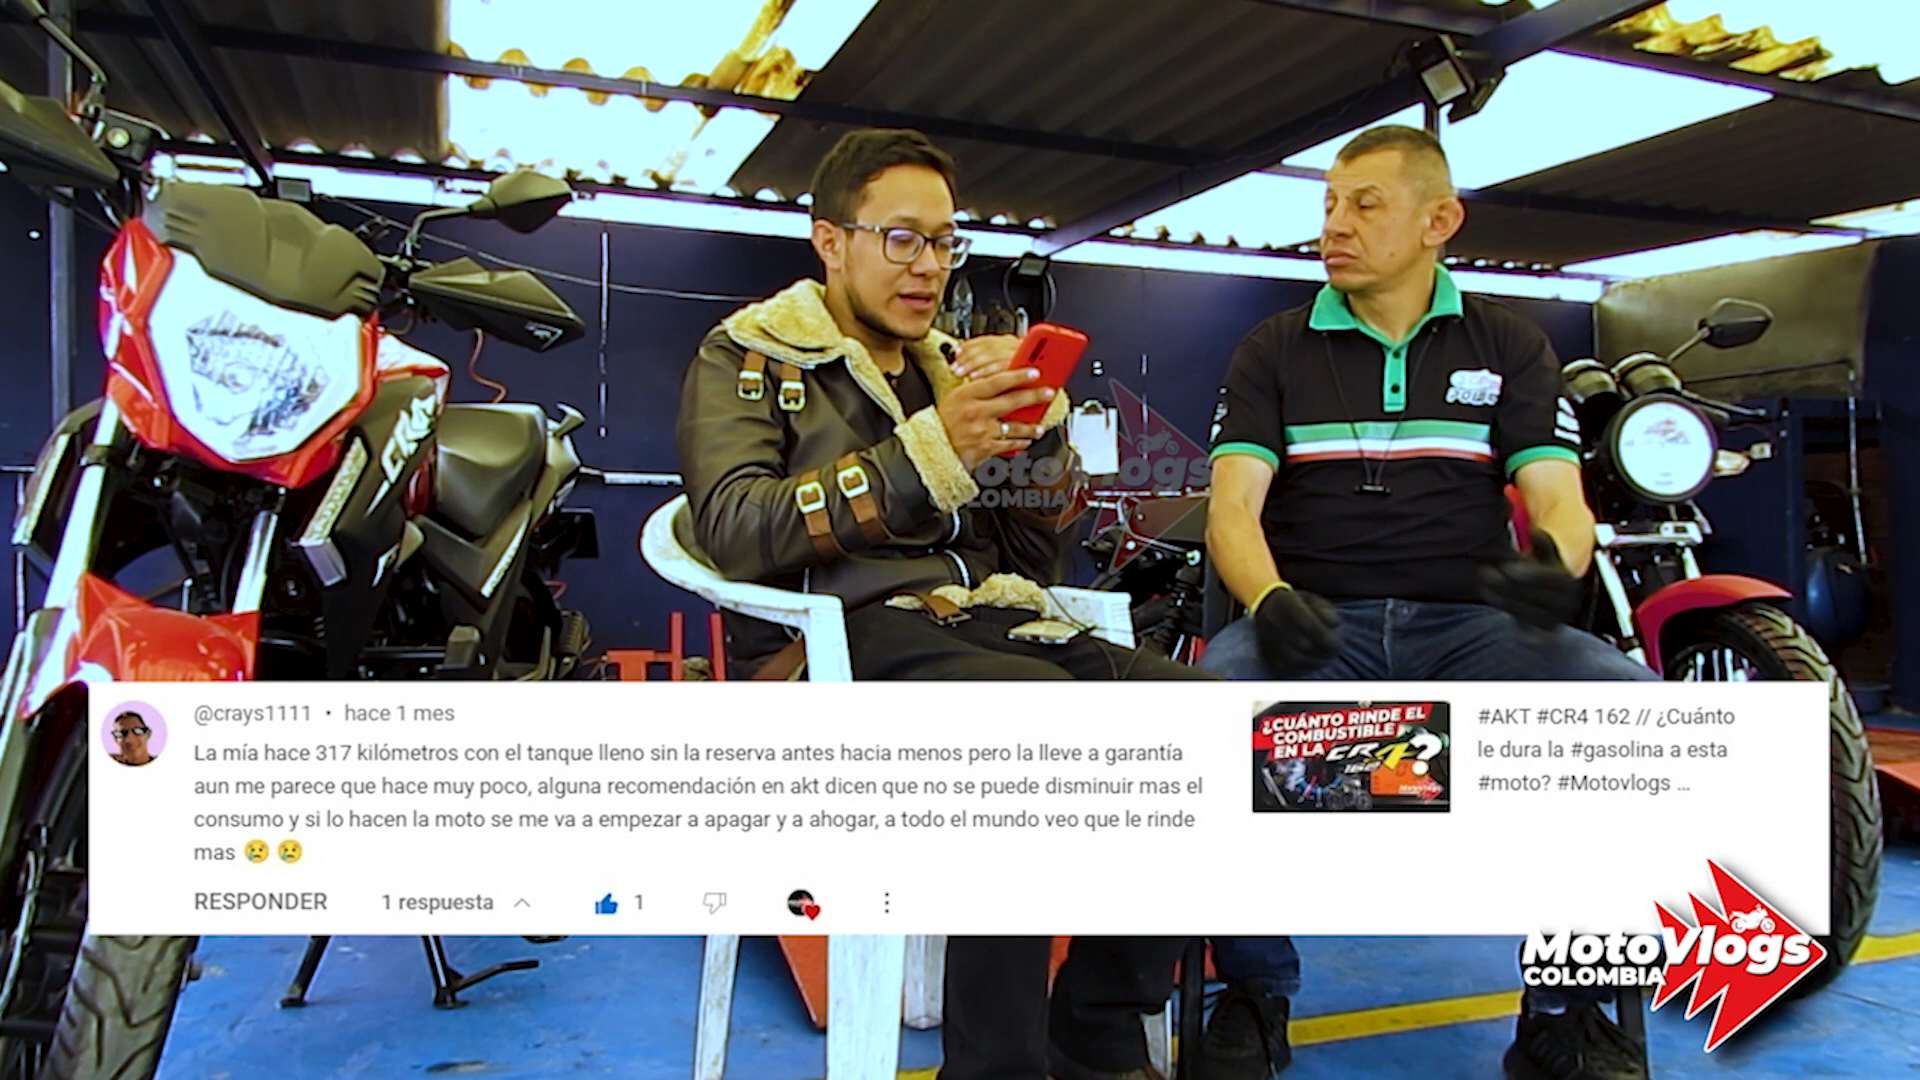 CR4
MotoVlogs
COLOMBIA
@crays1111 • hace 1 mes
La mía hace 317 kilómetros con el tanque lleno sin la reserva antes hacia menos pero la lleve a garantía
aun me parece que hace muy poco, alguna recomendación en akt dicen que no se puede disminuir mas el
consumo y si lo hacen la moto se me va a empezar a apagar y a ahogar, a todo el mundo veo que le rinde
mas 😢 😢
RESPONDER 1 respuesta 1
¿CUÁNTO RINDE EL
COMBUSTIBLE
EN LA CR4?
#AKT #CR4 162 // ¿Cuánto
le dura la #gasolina a esta
#moto? #Motovlogs ...
MotoVlogs
COLOMBIA